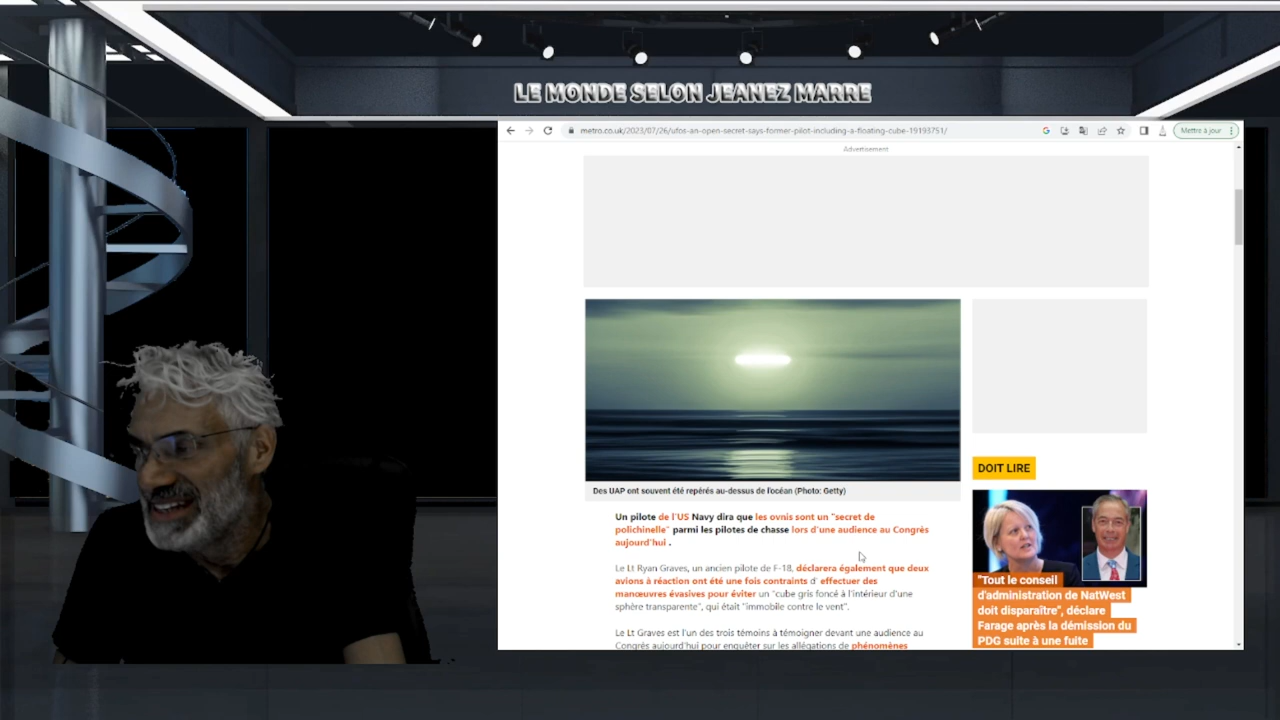 LE MONDE SELON JEANEZ MARRE
metro.co.uk/2023/07/26/ufos-an-open-secret-says-former-pilot-including-a-floating-cube-19193751/
Mettre à jour
Advertisement
Des UAP ont souvent été repérés au-dessus de l'océan (Photo: Getty)
Un pilote de l'US Navy dira que les ovnis sont un "secret de
polichinelle" parmi les pilotes de chasse lors d'une audience au Congrès
aujourd'hui .
Le Lt Ryan Graves, un ancien pilote de F-18, déclarera également que deux
avions à réaction ont été une fois contraints d' effectuer des
manœuvres évasives pour éviter un "cube gris foncé à l'intérieur d'une
sphère transparente", qui était "immobile contre le vent".
Le Lt Graves est l'un des trois témoins à témoigner devant une audience au
Congrès aujourd'hui pour enquêter sur les allégations de phénomènes
DOIT LIRE
"Tout le conseil
d'administration de NatWest
doit disparaître", déclare
Farage après la démission du
PDG suite à une fuite